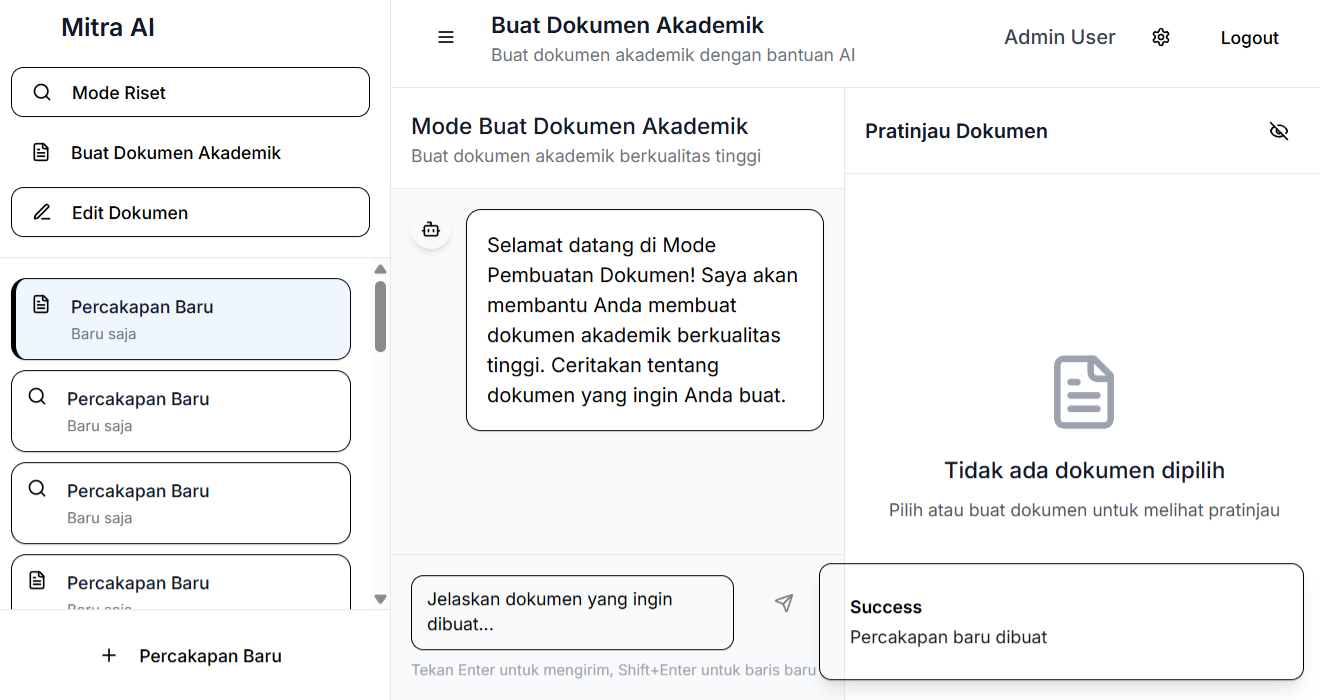 Mitra AI
Mode Riset
Buat Dokumen Akademik
Edit Dokumen
Percakapan Baru
Baru saja
Percakapan Baru
Baru saja
Percakapan Baru
Baru saja
Percakapan Baru
Baru saja
Percakapan Baru
Buat Dokumen Akademik
Buat dokumen akademik dengan bantuan AI
Admin User
Logout
Mode Buat Dokumen Akademik
Buat dokumen akademik berkualitas tinggi
Selamat datang di Mode
Pembuatan Dokumen! Saya akan
membantu Anda membuat
dokumen akademik berkualitas
tinggi. Ceritakan tentang
dokumen yang ingin Anda buat.
Jelaskan dokumen yang ingin
dibuat...
Tekan Enter untuk mengirim, Shift+Enter untuk baris baru
Pratinjau Dokumen
Tidak ada dokumen dipilih
Pilih atau buat dokumen untuk melihat pratinjau
Success
Percakapan baru dibuat